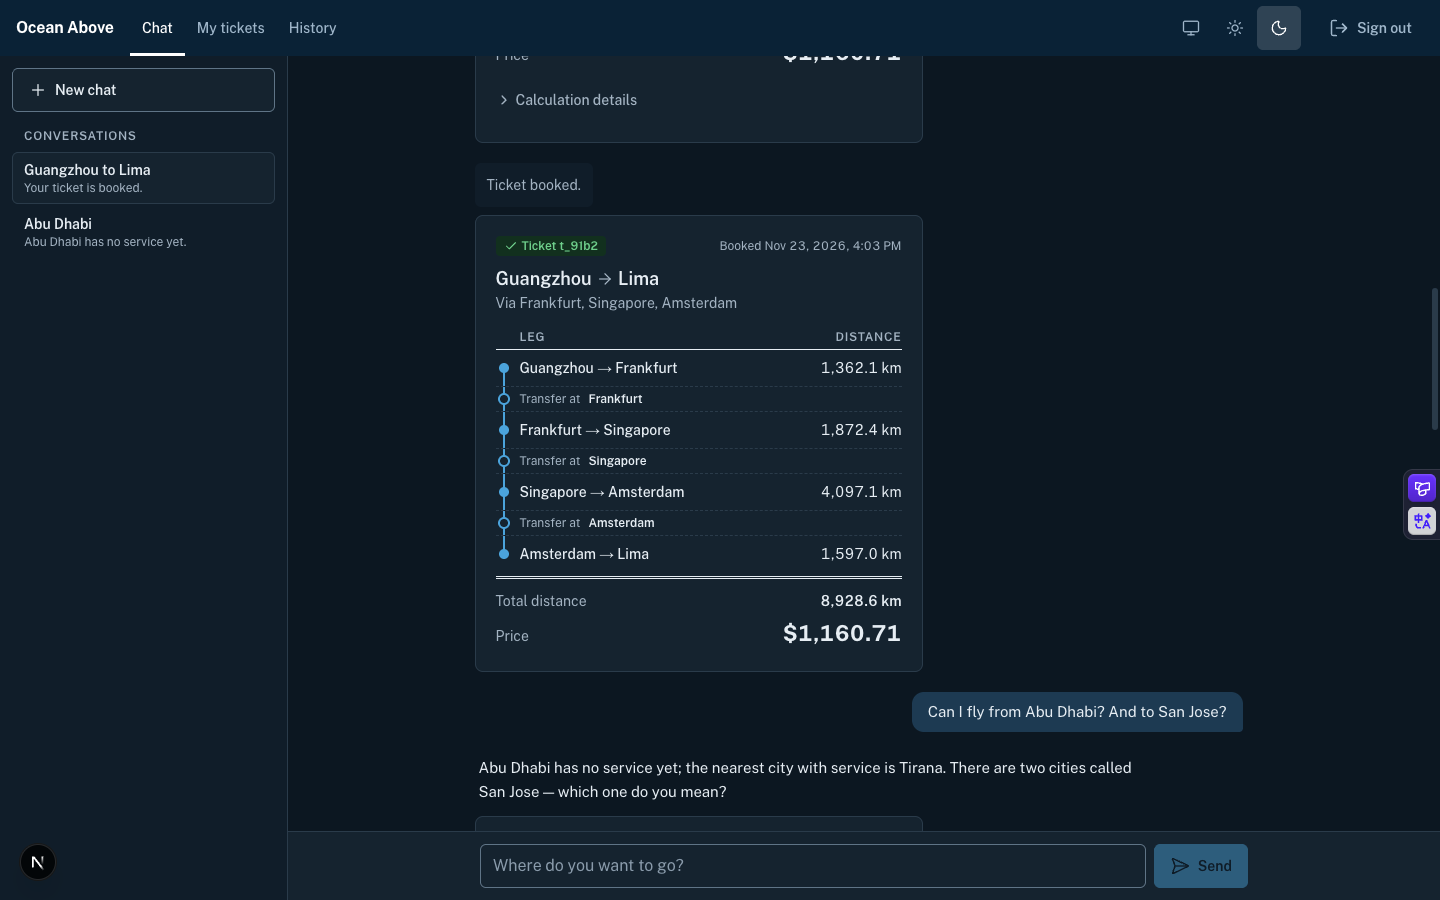 Ocean Above
Chat
My tickets
History
Sign out
New chat
CONVERSATIONS
Guangzhou to Lima
Your ticket is booked.
Abu Dhabi
Abu Dhabi has no service yet.
Price
$1,160.71
Calculation details
Ticket booked.
Ticket t_91b2
Booked Nov 23, 2026, 4:03 PM
Guangzhou → Lima
Via Frankfurt, Singapore, Amsterdam
LEG DISTANCE
Guangzhou → Frankfurt 1,362.1 km
Transfer at Frankfurt
Frankfurt → Singapore 1,872.4 km
Transfer at Singapore
Singapore → Amsterdam 4,097.1 km
Transfer at Amsterdam
Amsterdam → Lima 1,597.0 km
Total distance 8,928.6 km
Price $1,160.71
Can I fly from Abu Dhabi? And to San Jose?
Abu Dhabi has no service yet; the nearest city with service is Tirana. There are two cities called
San Jose — which one do you mean?
Where do you want to go?
Send
N
中A